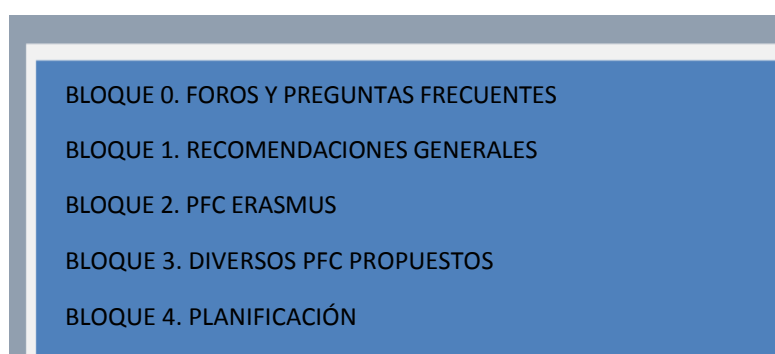 BLOQUE 0. FOROS Y PREGUNTAS FRECUENTES
BLOQUE 1. RECOMENDACIONES GENERALES
BLOQUE 2. PFC ERASMUS
BLOQUE 3. DIVERSOS PFC PROPUESTOS
BLOQUE 4. PLANIFICACIÓN